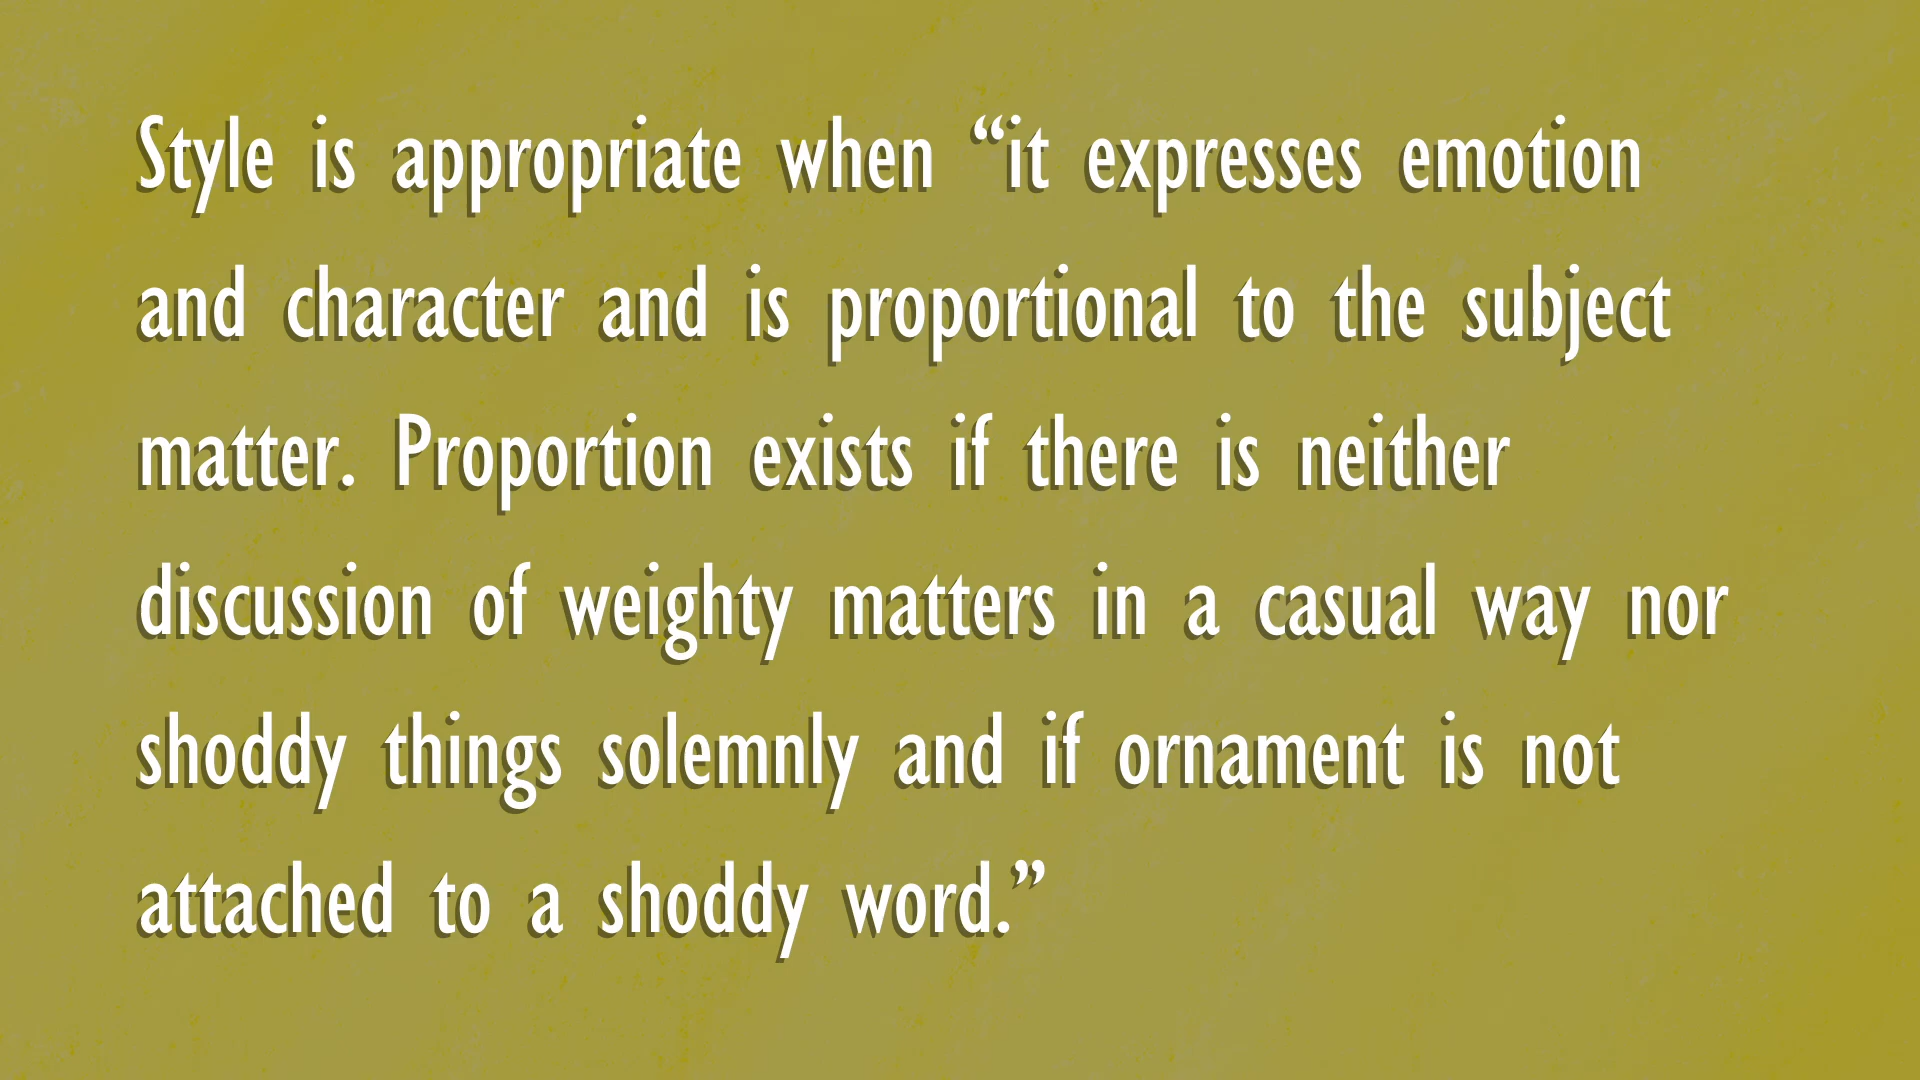 Style is appropriate when “it expresses emotion
and character and is proportional to the subject
matter. Proportion exists if there is neither
discussion of weighty matters in a casual way nor
shoddy things solemnly and if ornament is not
attached to a shoddy word.”